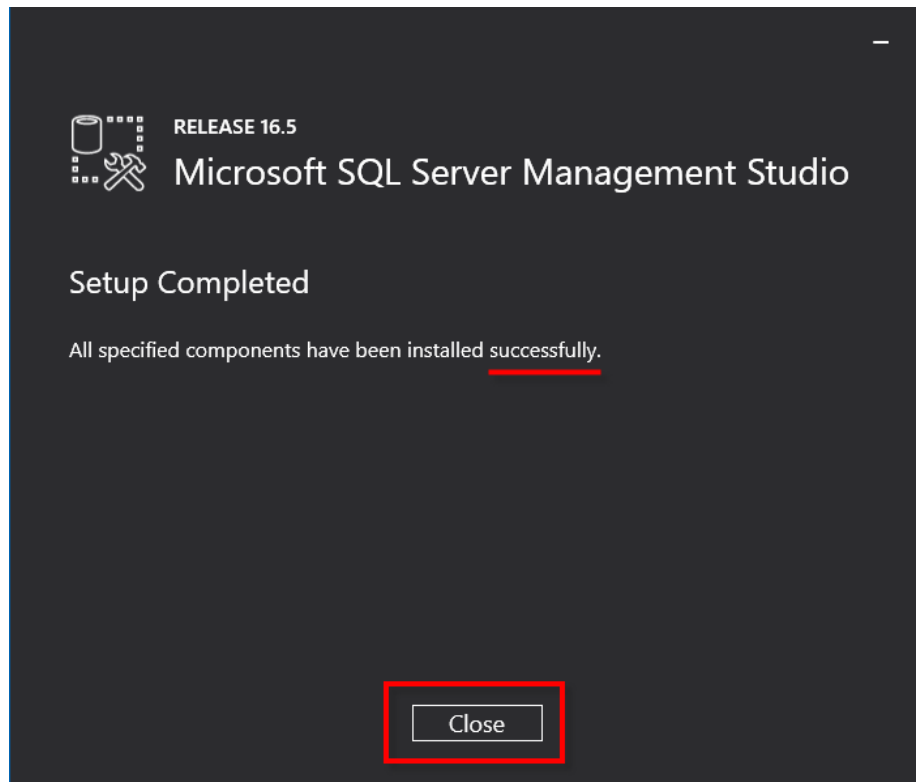 RELEASE 16.5
Microsoft SQL Server Management Studio
Setup Completed
All specified components have been installed successfully.
Close